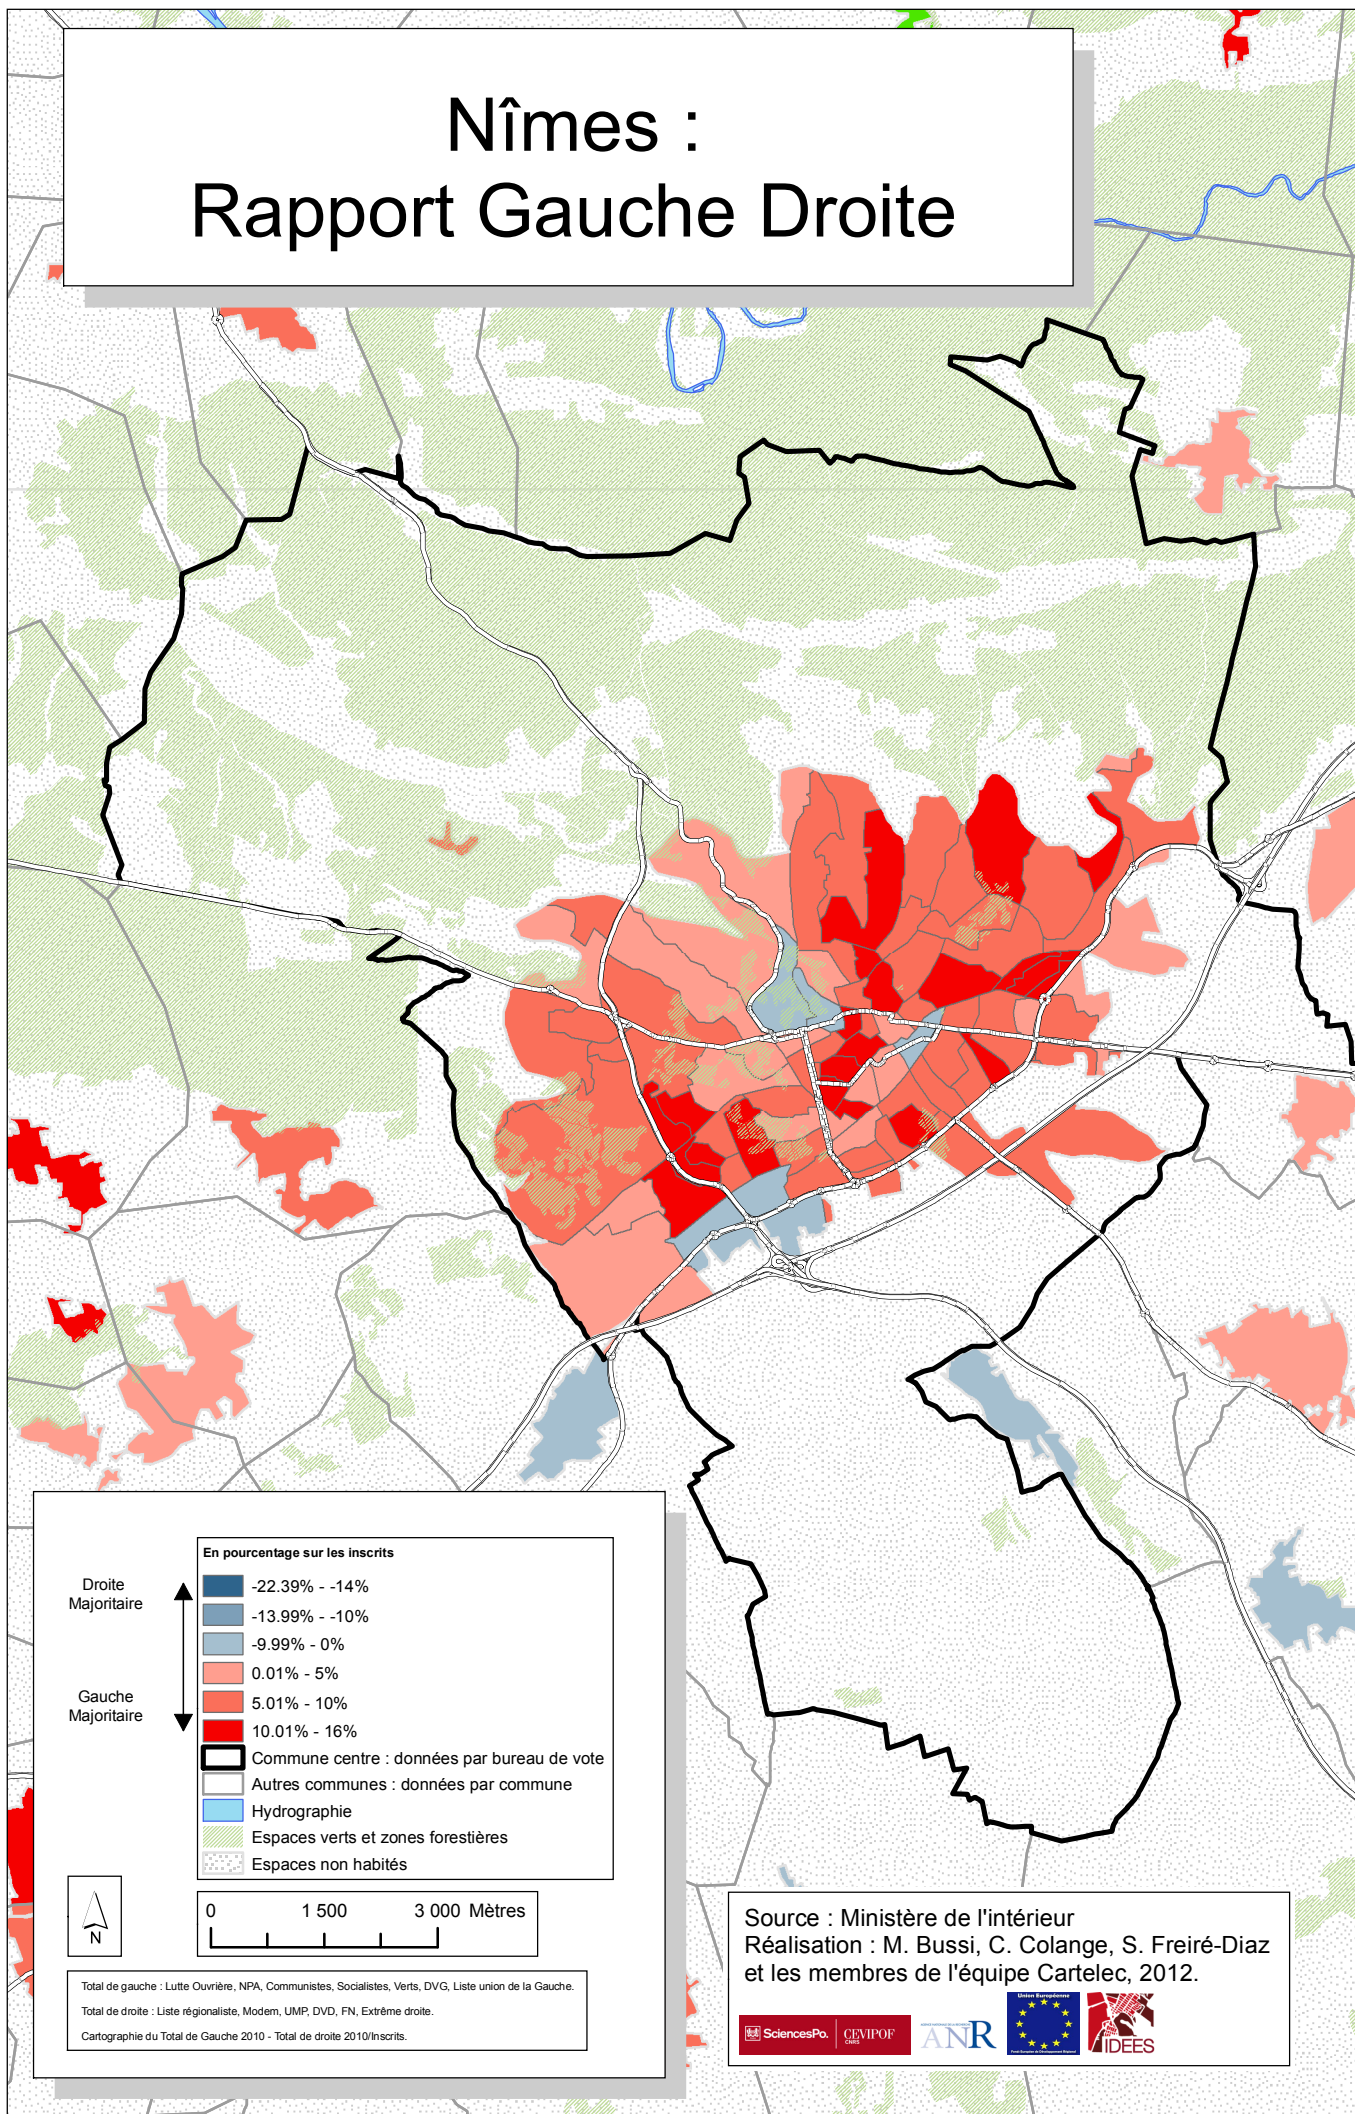 Nîmes :
Rapport Gauche Droite
En pourcentage sur les inscrits
Droite
Majoritaire
Gauche
Majoritaire
-22.39% - -14%
-13.99% - -10%
-9.99% - 0%
0.01% - 5%
5.01% - 10%
10.01% - 16%
Commune centre : données par bureau de vote
Autres communes : données par commune
Hydrographie
Espaces verts et zones forestières
Espaces non habités
N
0 1 500 3 000 Mètres
Total de gauche : Lutte Ouvrière, NPA, Communistes, Socialistes, Verts, DVG, Liste union de la Gauche.
Total de droite : Liste régionaliste, Modem, UMP, DVD, FN, Extrême droite.
Cartographie du Total de Gauche 2010 - Total de droite 2010/Inscrits.
Source : Ministère de l'intérieur
Réalisation : M. Bussi, C. Colange, S. Freiré-Diaz
et les membres de l'équipe Cartelec, 2012.
SciencesPo.
CEVIPOF
CNRS
ANR
Union Européenne
IDEES